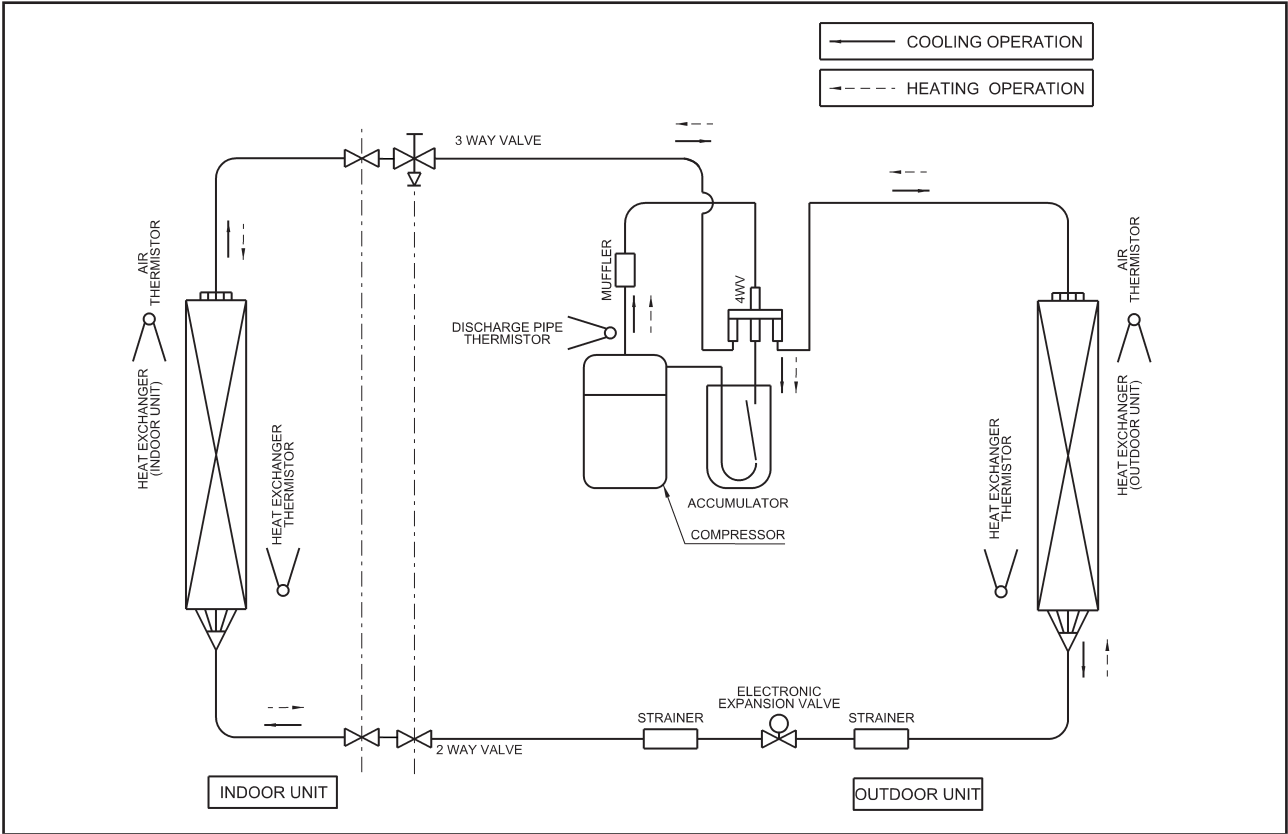 COOLING OPERATION
HEATING OPERATION
3 WAY VALVE
AIR
THERMISTOR
HEAT EXCHANGER
(INDOOR UNIT)
HEAT EXCHANGER
THERMISTOR
MUFFLER
DISCHARGE PIPE
THERMISTOR
4WV
ACCUMULATOR
COMPRESSOR
AIR
THERMISTOR
HEAT EXCHANGER
(OUTDOOR UNIT)
HEAT EXCHANGER
THERMISTOR
ELECTRONIC
EXPANSION VALVE
STRAINER
STRAINER
2 WAY VALVE
INDOOR UNIT
OUTDOOR UNIT